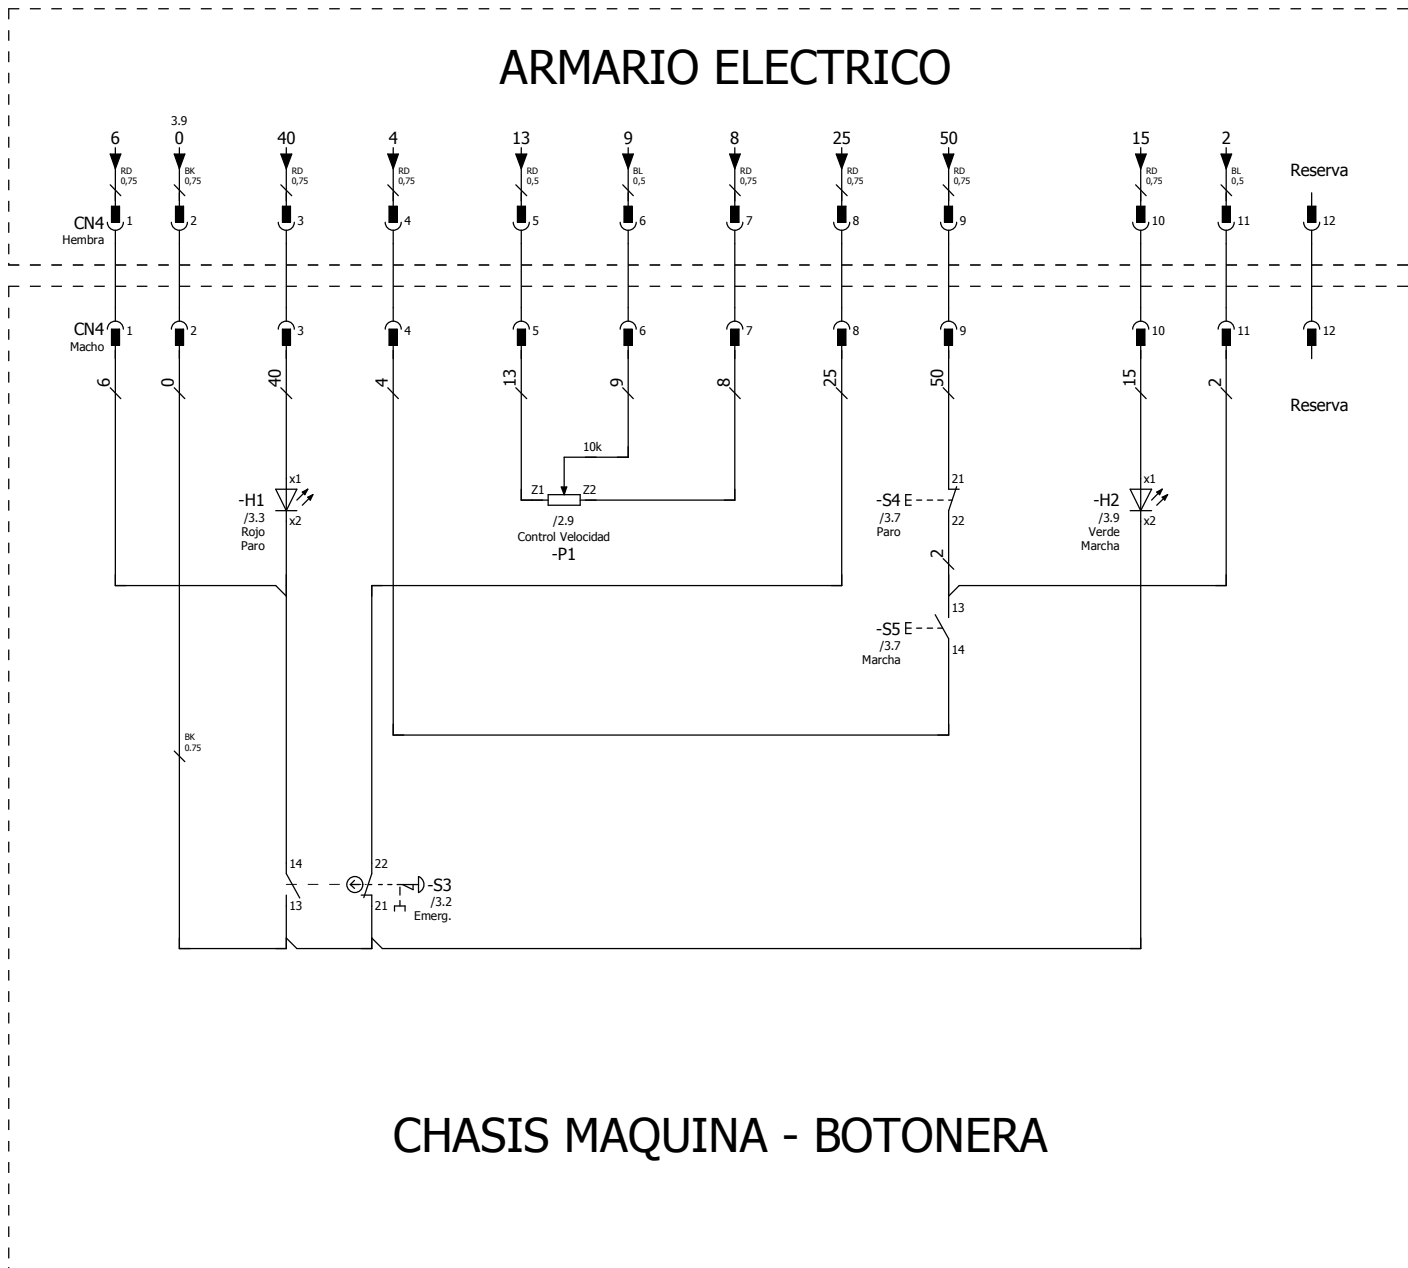 ARMARIO ELECTRICO
3.9
6 0 40 4 13 9 8 25 50 15 2
Reserva
RD BK RD RD RD BL RD RD RD RD BL
0,75 0,75 0,75 0,75 0,5 0,5 0,75 0,75 0,75 0,75 0,5
CN4 1 2 3 4 5 6 7 8 9 10 11 12
Hembra
CN4 1 2 3 4 5 6 7 8 9 10 11 12
Macho
6 0 40 4 13 9 8 25 50 15 2
Reserva
10k
x1 21 x1
-H1 Z1 Z2 -S4 E -H2
/3.3 x2 /2.9 /3.7 22 /3.9 x2
Rojo Control Velocidad Paro Verde
Paro -P1 Marcha
2
13
-S5 E
/3.7 14
Marcha
BK
0.75
14 22
-S3
13 21 /3.2
Emerg.
CHASIS MAQUINA - BOTONERA